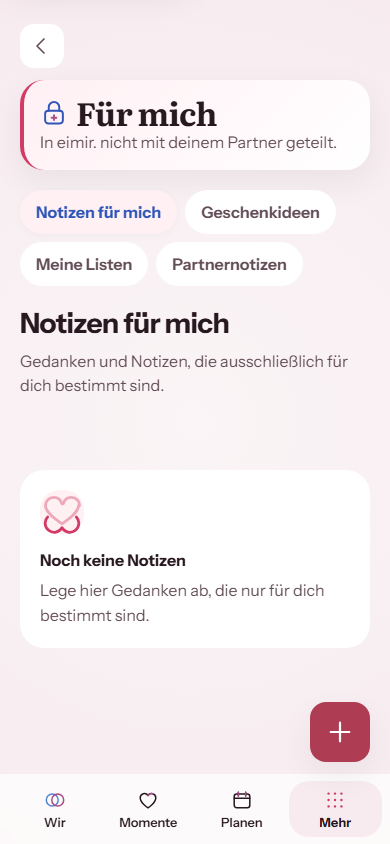 Für mich
In eimir. nicht mit deinem Partner geteilt.
Notizen für mich
Geschenkideen
Meine Listen
Partnernotizen
Notizen für mich
Gedanken und Notizen, die ausschließlich für
dich bestimmt sind.
Noch keine Notizen
Lege hier Gedanken ab, die nur für dich
bestimmt sind.
Wir
Momente
Planen
Mehr